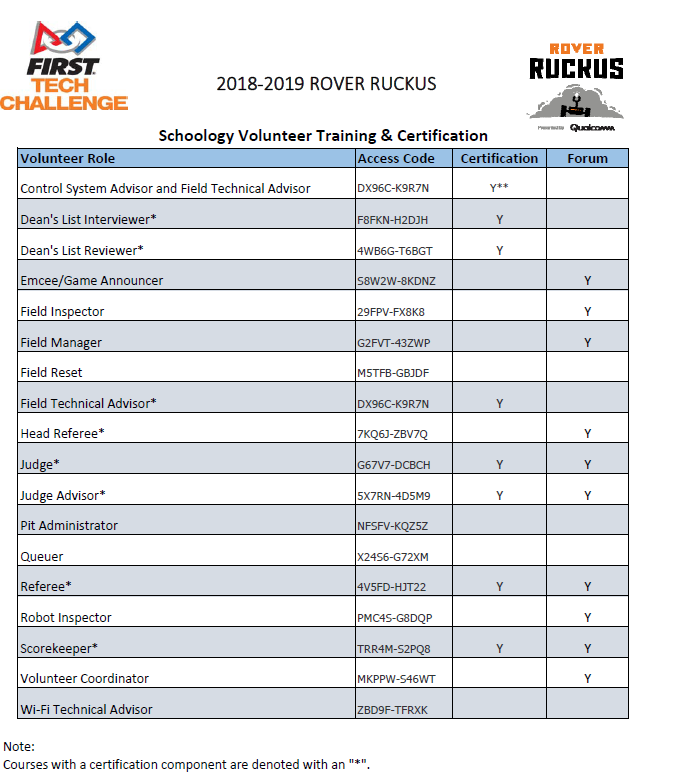 FIRST
TECH
CHALLENGE
2018-2019 ROVER RUCKUS
ROVER
RUCKUS
Powered by Qualcomm
Schoology Volunteer Training & Certification
Volunteer Role Access Code Certification Forum
Control System Advisor and Field Technical Advisor DX96C-K9R7N Y**
Dean's List Interviewer* F8FKN-H2DJH Y
Dean's List Reviewer* 4WB6G-T6BGT Y
Emcee/Game Announcer S8W2W-8KDNZ Y
Field Inspector 29FPV-FX8K8 Y
Field Manager G2FVT-43ZWP Y
Field Reset M5TFB-GBJDF
Field Technical Advisor* DX96C-K9R7N Y
Head Referee* 7KQ6J-ZBV7Q Y
Judge* G67V7-DCBCH Y Y
Judge Advisor* 5X7RN-4D5M9 Y Y
Pit Administrator NFSFV-KQZ5Z
Queuer X24S6-G72XM
Referee* 4V5FD-HJT22 Y Y
Robot Inspector PMC4S-G8DQP Y
Scorekeeper* TRR4M-S2PQ8 Y Y
Volunteer Coordinator MKPPW-S46WT Y
Wi-Fi Technical Advisor ZBD9F-TFRXK
Note:
Courses with a certification component are denoted with an "*".